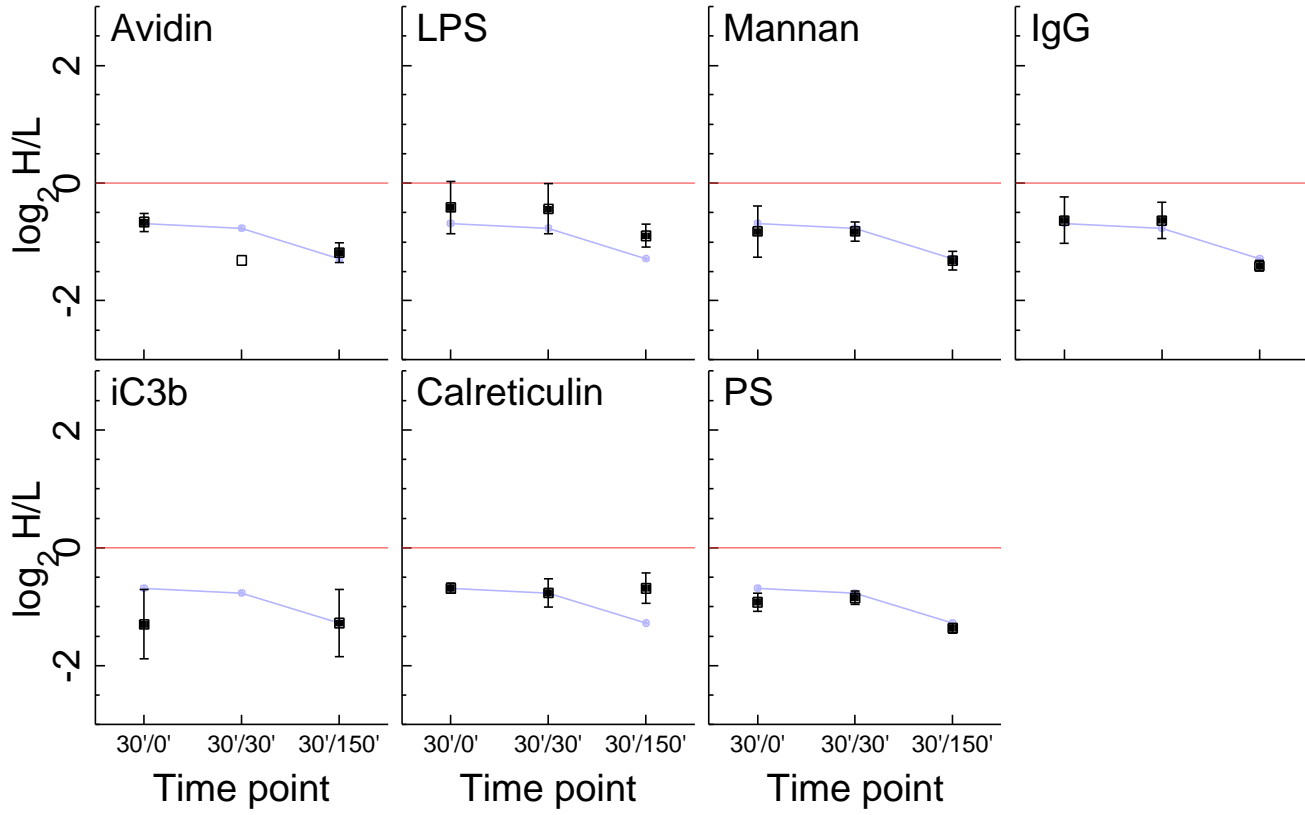 Avidin LPS Mannan IgG
log₂ H/L
2
0
-2
iC3b Calreticulin PS
log₂ H/L
2
0
-2
30'/0' 30'/30' 30'/150' 30'/0' 30'/30' 30'/150' 30'/0' 30'/30' 30'/150'
Time point Time point Time point